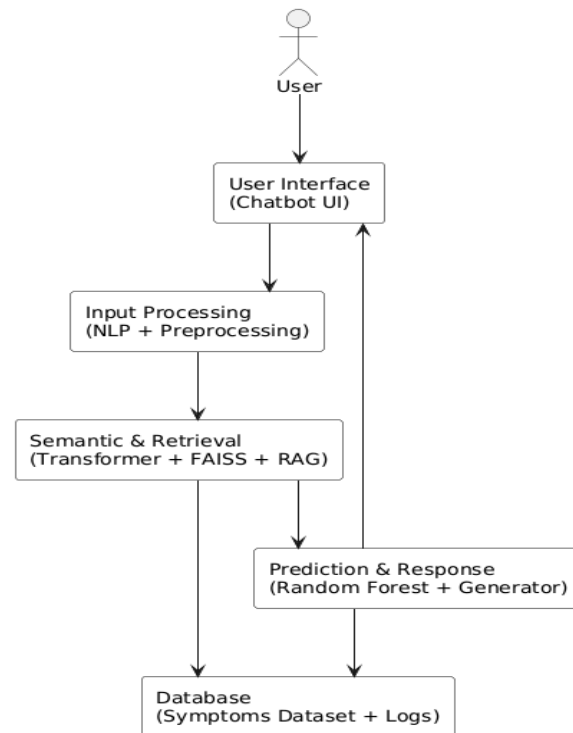 User
User Interface
(Chatbot UI)
Input Processing
(NLP + Preprocessing)
Semantic & Retrieval
(Transformer + FAISS + RAG)
Prediction & Response
(Random Forest + Generator)
Database
(Symptoms Dataset + Logs)